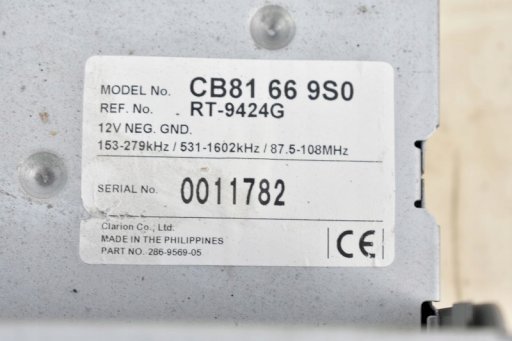 MODEL No. CB81 66 9S0
REF. No. RT-9424G
12V NEG. GND.
153-279kHz / 531-1602kHz / 87.5-108MHz
SERIAL No. 0011782
Clarion Co., Ltd.
MADE IN THE PHILIPPINES
PART NO. 286-9569-05
CE